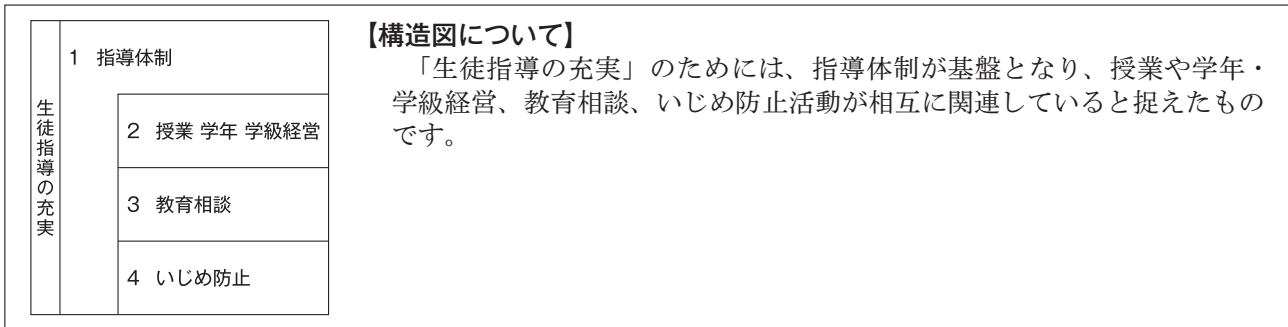 生徒指導の充実
1 指導体制
2 授業 学年 学級経営
3 教育相談
4 いじめ防止
【構造図について】
「生徒指導の充実」のためには、指導体制が基盤となり、授業や学年・
学級経営、教育相談、いじめ防止活動が相互に関連していると捉えたもの
です。